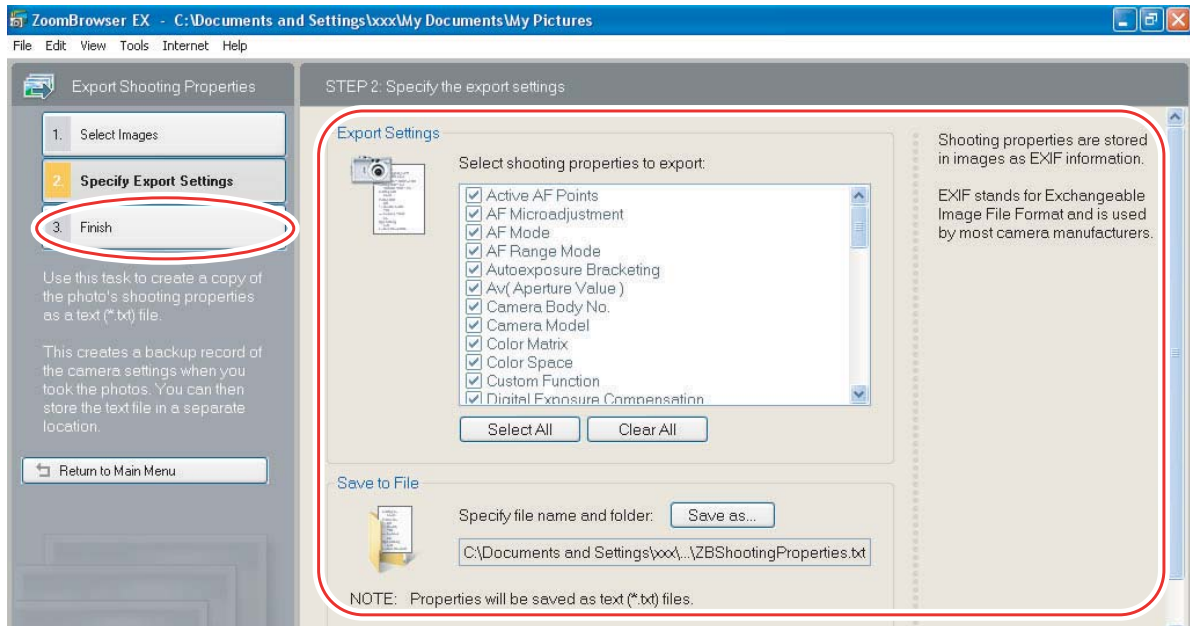 ZoomBrowser EX - C:\Documents and Settings\xxx\My Documents\My Pictures
File Edit View Tools Internet Help
Export Shooting Properties
1. Select Images
2. Specify Export Settings
3. Finish
Use this task to create a copy of
the photo's shooting properties
as a text (*.txt) file.
This creates a backup record of
the camera settings when you
took the photos. You can then
store the text file in a separate
location.
Return to Main Menu
STEP 2: Specify the export settings
Export Settings
Select shooting properties to export:
Active AF Points
AF Microadjustment
AF Mode
AF Range Mode
Autoexposure Bracketing
Av( Aperture Value )
Camera Body No.
Camera Model
Color Matrix
Color Space
Custom Function
Digital Exposure Compensation
Select All
Clear All
Save to File
Specify file name and folder:
Save as...
C:\Documents and Settings\xxx\...\ZBShootingProperties.txt
NOTE: Properties will be saved as text (*.txt) files.
Shooting properties are stored
in images as EXIF information.
EXIF stands for Exchangeable
Image File Format and is used
by most camera manufacturers.